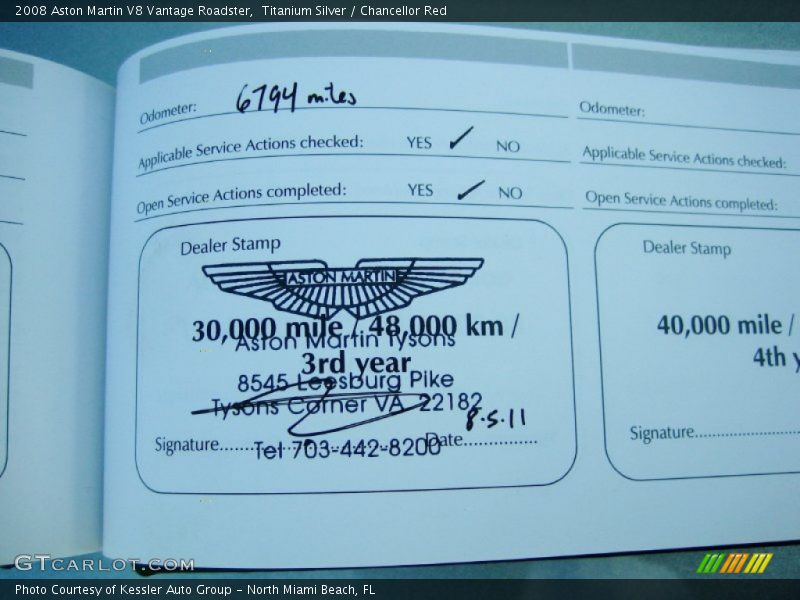 2008 Aston Martin V8 Vantage Roadster,  Titanium Silver / Chancellor Red
Odometer: 6794 miles
Applicable Service Actions checked: YES ✓ NO
Open Service Actions completed: YES ✓ NO
Dealer Stamp
ASTON MARTIN
30,000 mile / 48,000 km /
Aston Martin Tysons
3rd year
8545 Leesburg Pike
Tysons Corner VA 22182
8.5.11
Signature...... Date...............
Tel 703-442-8200
Odometer:
Applicable Service Actions checked:
Open Service Actions completed:
Dealer Stamp
40,000 mile /
4th y
Signature......................
GTCARLOT.COM
Photo Courtesy of Kessler Auto Group - North Miami Beach, FL